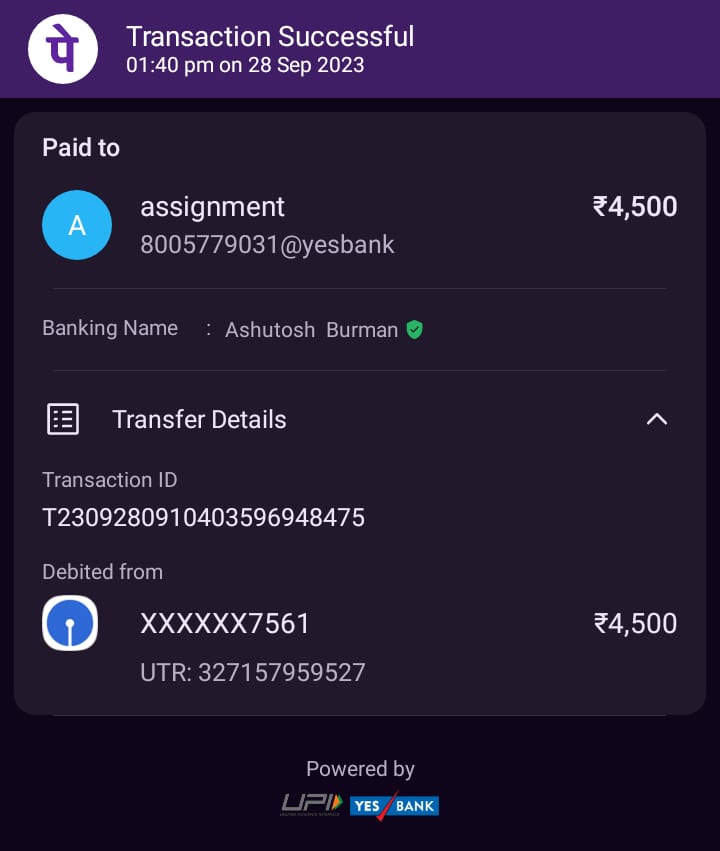 पे
Transaction Successful
01:40 pm on 28 Sep 2023
Paid to
A
assignment ₹4,500
8005779031@yesbank
Banking Name : Ashutosh Burman
Transfer Details
Transaction ID
T2309280910403596948475
Debited from
XXXXXX7561 ₹4,500
UTR: 327157959527
Powered by
UPI YES BANK